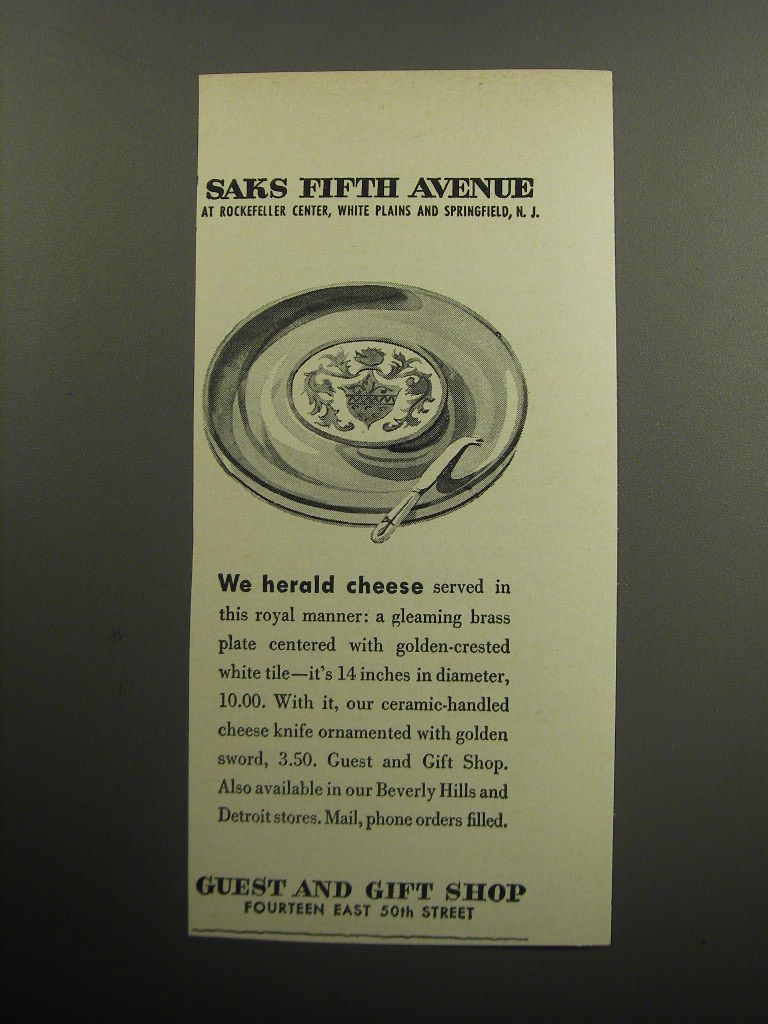 SAKS FIFTH AVENUE
AT ROCKEFELLER CENTER, WHITE PLAINS AND SPRINGFIELD, N. J.
We herald cheese served in
this royal manner: a gleaming brass
plate centered with golden-crested
white tile—it's 14 inches in diameter,
10.00. With it, our ceramic-handled
cheese knife ornamented with golden
sword, 3.50. Guest and Gift Shop.
Also available in our Beverly Hills and
Detroit stores. Mail, phone orders filled.
GUEST AND GIFT SHOP
FOURTEEN EAST 50th STREET